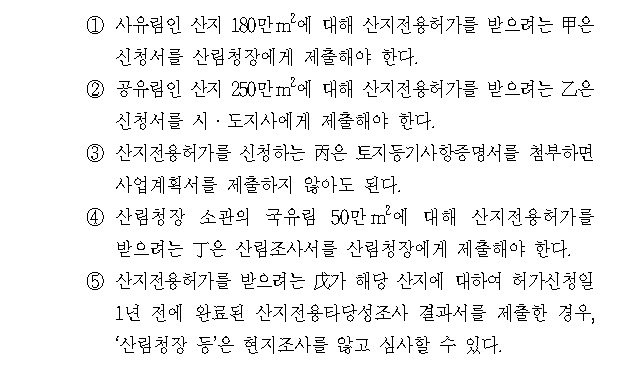 ① 사유림인 산지 180만m²에 대해 산지전용허가를 받으려는 甲은
신청서를 산림청장에게 제출해야 한다.
② 공유림인 산지 250만m²에 대해 산지전용허가를 받으려는 乙은
신청서를 시ㆍ도지사에게 제출해야 한다.
③ 산지전용허가를 신청하는 丙은 토지등기사항증명서를 첨부하면
사업계획서를 제출하지 않아도 된다.
④ 산림청장 소관의 국유림 50만m²에 대해 산지전용허가를
받으려는 丁은 산림조사서를 산림청장에게 제출해야 한다.
⑤ 산지전용허가를 받으려는 戊가 해당 산지에 대하여 허가신청일
1년 전에 완료된 산지전용타당성조사 결과서를 제출한 경우,
‘산림청장 등’은 현지조사를 않고 심사할 수 있다.